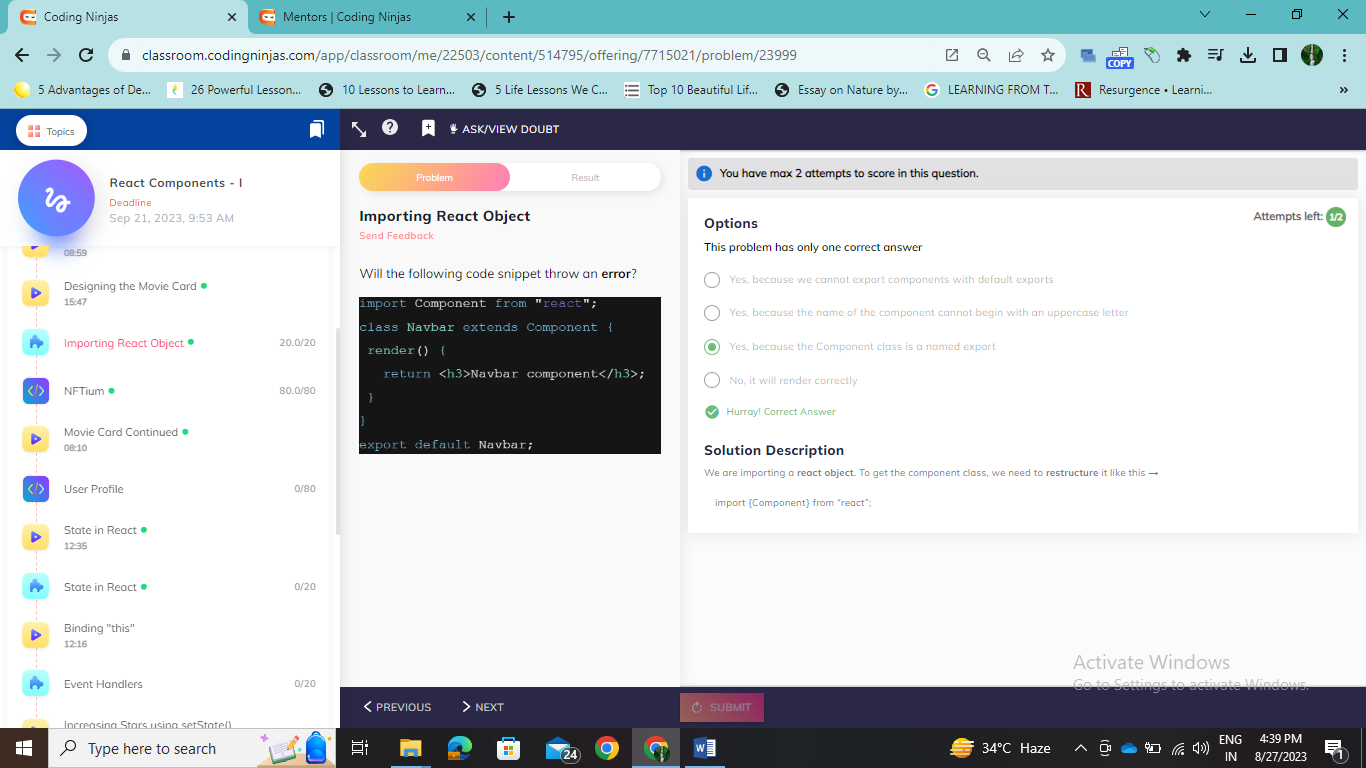 Coding Ninjas
Mentors | Coding Ninjas
classroom.codingninjas.com/app/classroom/me/22503/content/514795/offering/7715021/problem/23999
COPY
5 Advantages of De...
26 Powerful Lesson...
10 Lessons to Learn...
5 Life Lessons We C...
Top 10 Beautiful Lif...
Essay on Nature by...
LEARNING FROM T...
Resurgence • Learni...
»
Topics
ASK/VIEW DOUBT
React Components - I
Deadline
Sep 21, 2023, 9:53 AM
08:59
Designing the Movie Card
15:47
Importing React Object
20.0/20
NFTium
80.0/80
Movie Card Continued
08:10
User Profile
0/80
State in React
12:35
State in React
0/20
Binding "this"
12:16
Event Handlers
0/20
Increasing Stars using setState()
Problem
Result
Importing React Object
Send Feedback
Will the following code snippet throw an error?
import Component from "react";
class Navbar extends Component {
render() {
return <h3>Navbar component</h3>;
}
}
export default Navbar;
PREVIOUS
NEXT
You have max 2 attempts to score in this question.
Options
Attempts left: 1/2
This problem has only one correct answer
Yes, because we cannot export components with default exports
Yes, because the name of the component cannot begin with an uppercase letter
Yes, because the Component class is a named export
No, it will render correctly
Hurray! Correct Answer
Solution Description
We are importing a react object. To get the component class, we need to restructure it like this →
import {Component} from “react”;
Activate Windows
Go to Settings to activate Windows.
SUBMIT
Type here to search
24
34°C Haze
ENG
IN
4:39 PM
8/27/2023
1